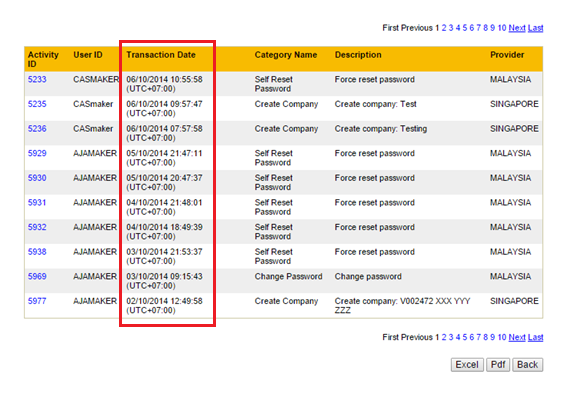 First Previous 1 2 3 4 5 6 7 8 9 10 Next Last
Activity ID User ID Transaction Date Category Name Description Provider
5233 CASMAKER 06/10/2014 10:55:58 (UTC+07:00) Self Reset Password Force reset password MALAYSIA
5235 CASmaker 06/10/2014 09:57:47 (UTC+07:00) Create Company Create company: Test SINGAPORE
5236 CASmaker 06/10/2014 07:57:58 (UTC+07:00) Create Company Create company: Testing SINGAPORE
5929 AJAMAKER 05/10/2014 21:47:11 (UTC+07:00) Self Reset Password Force reset password MALAYSIA
5930 AJAMAKER 05/10/2014 20:47:37 (UTC+07:00) Self Reset Password Force reset password MALAYSIA
5931 AJAMAKER 04/10/2014 21:48:01 (UTC+07:00) Self Reset Password Force reset password MALAYSIA
5932 AJAMAKER 04/10/2014 18:49:39 (UTC+07:00) Self Reset Password Force reset password MALAYSIA
5938 AJAMAKER 03/10/2014 21:53:37 (UTC+07:00) Self Reset Password Force reset password MALAYSIA
5969 AJAMAKER 03/10/2014 09:15:43 (UTC+07:00) Change Password Change password MALAYSIA
5977 AJAMAKER 02/10/2014 12:49:58 (UTC+07:00) Create Company Create company: V002472 XXX YYY ZZZ SINGAPORE
First Previous 1 2 3 4 5 6 7 8 9 10 Next Last
Excel Pdf Back